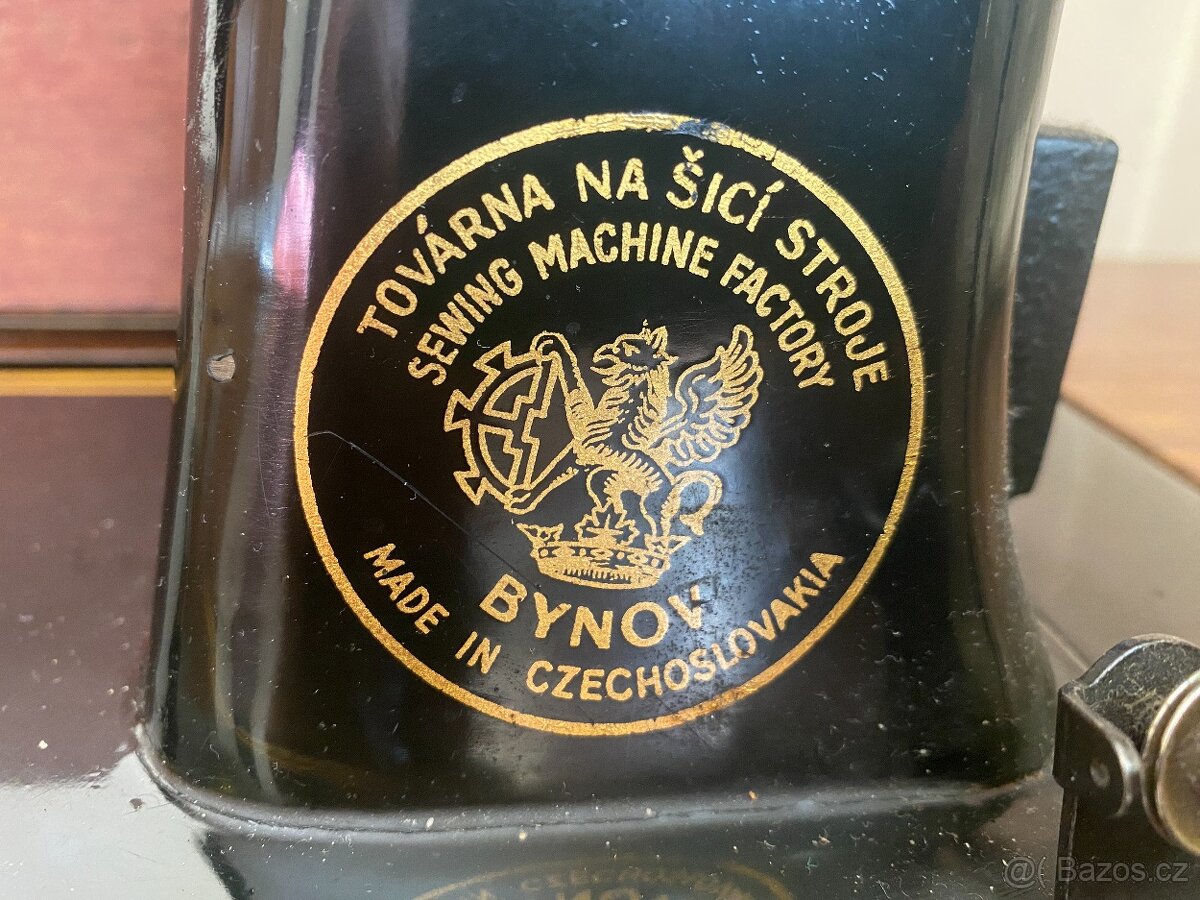 TOVÁRNA NA ŠICÍ STROJE
SEWING MACHINE FACTORY
BYNOV
MADE IN CZECHOSLOVAKIA
@ Bazos.cz